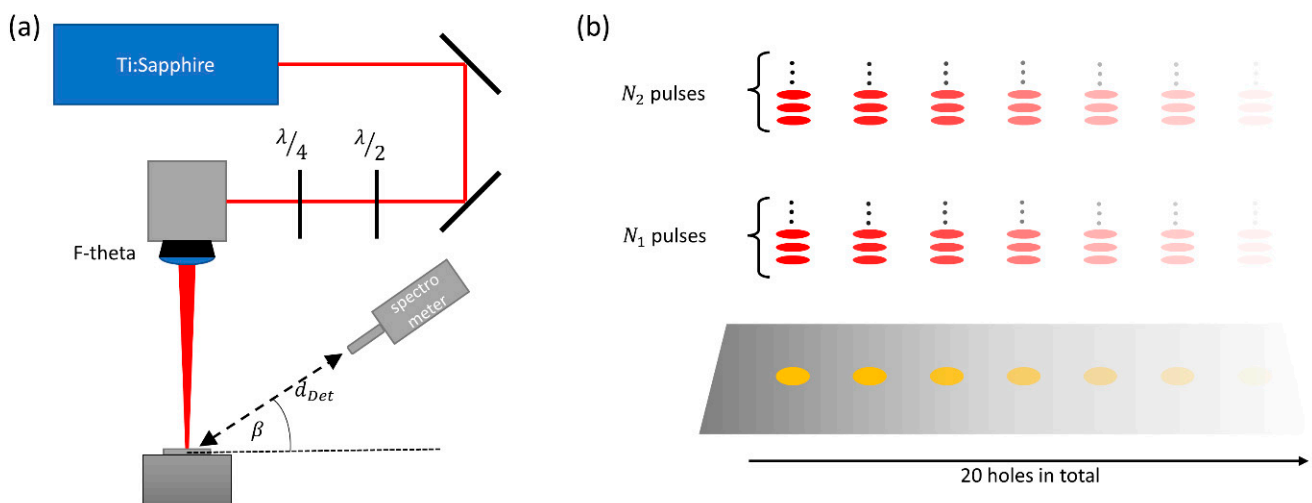 (a)
Ti:Sapphire
λ/4
λ/2
F-theta
spectro
meter
d_Det
β
(b)
N₂ pulses
N₁ pulses
20 holes in total